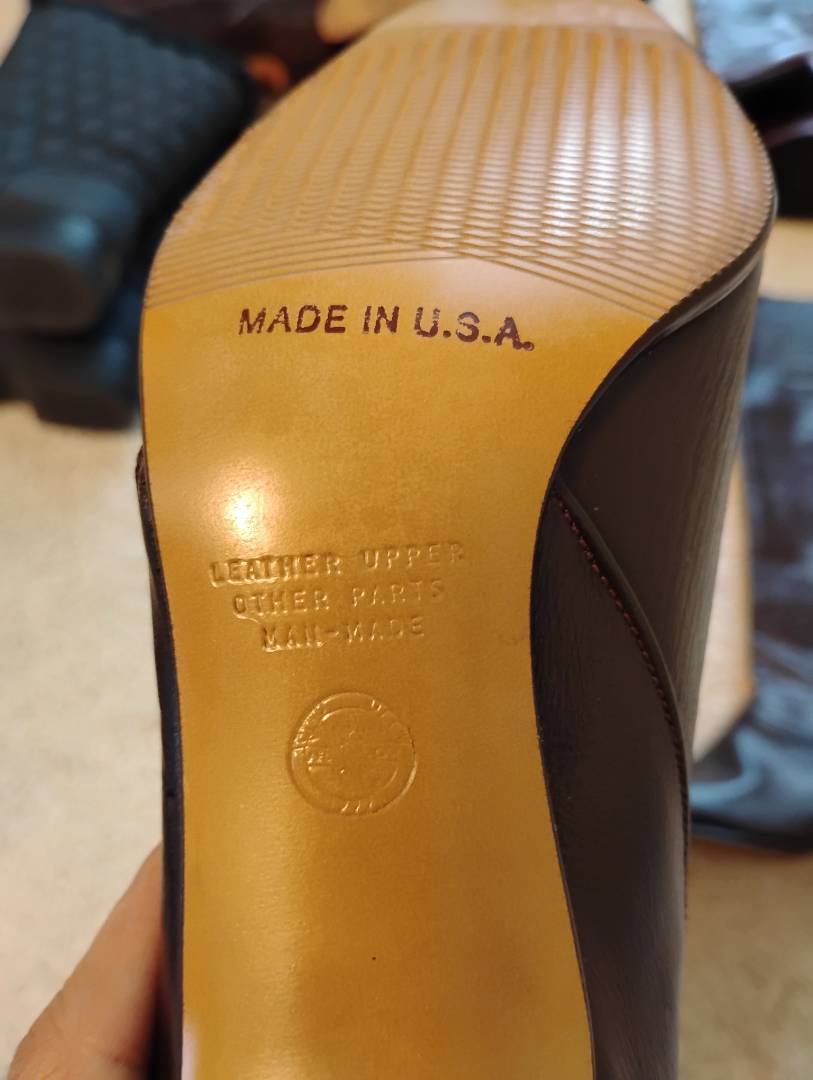 MADE IN U.S.A.
LEATHER UPPER
OTHER PARTS
MAN-MADE